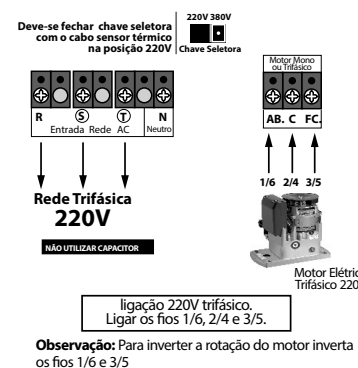 Deve-se fechar chave seletora
com o cabo sensor térmico
na posição 220V
220V 380V
Chave Seletora
R S T N
Entrada Rede AC Neutro
Rede Trifásica
220V
NÃO UTILIZAR CAPACITOR
Motor Mono
ou Trifásico
AB. C FC.
1/6 2/4 3/5
Motor Elétri
Trifásico 220
ligação 220V trifásico.
Ligar os fios 1/6, 2/4 e 3/5.
Observação: Para inverter a rotação do motor inverta
os fios 1/6 e 3/5